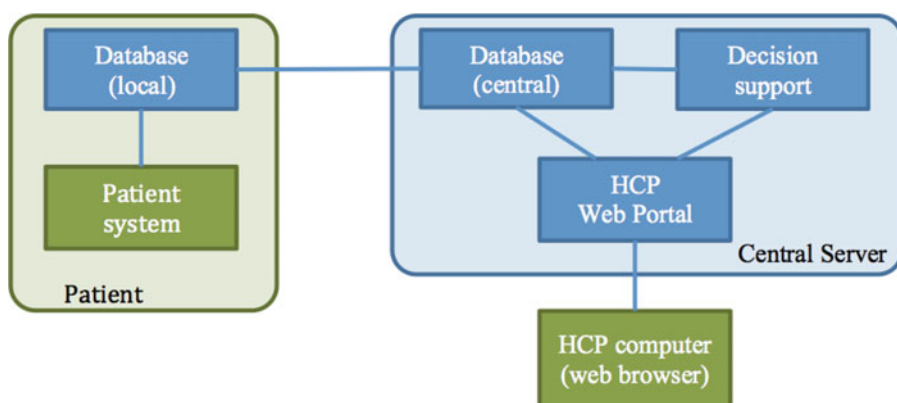 Database
(local)
Database
(central)
Decision
support
Patient
system
HCP
Web Portal
Central Server
Patient
HCP computer
(web browser)